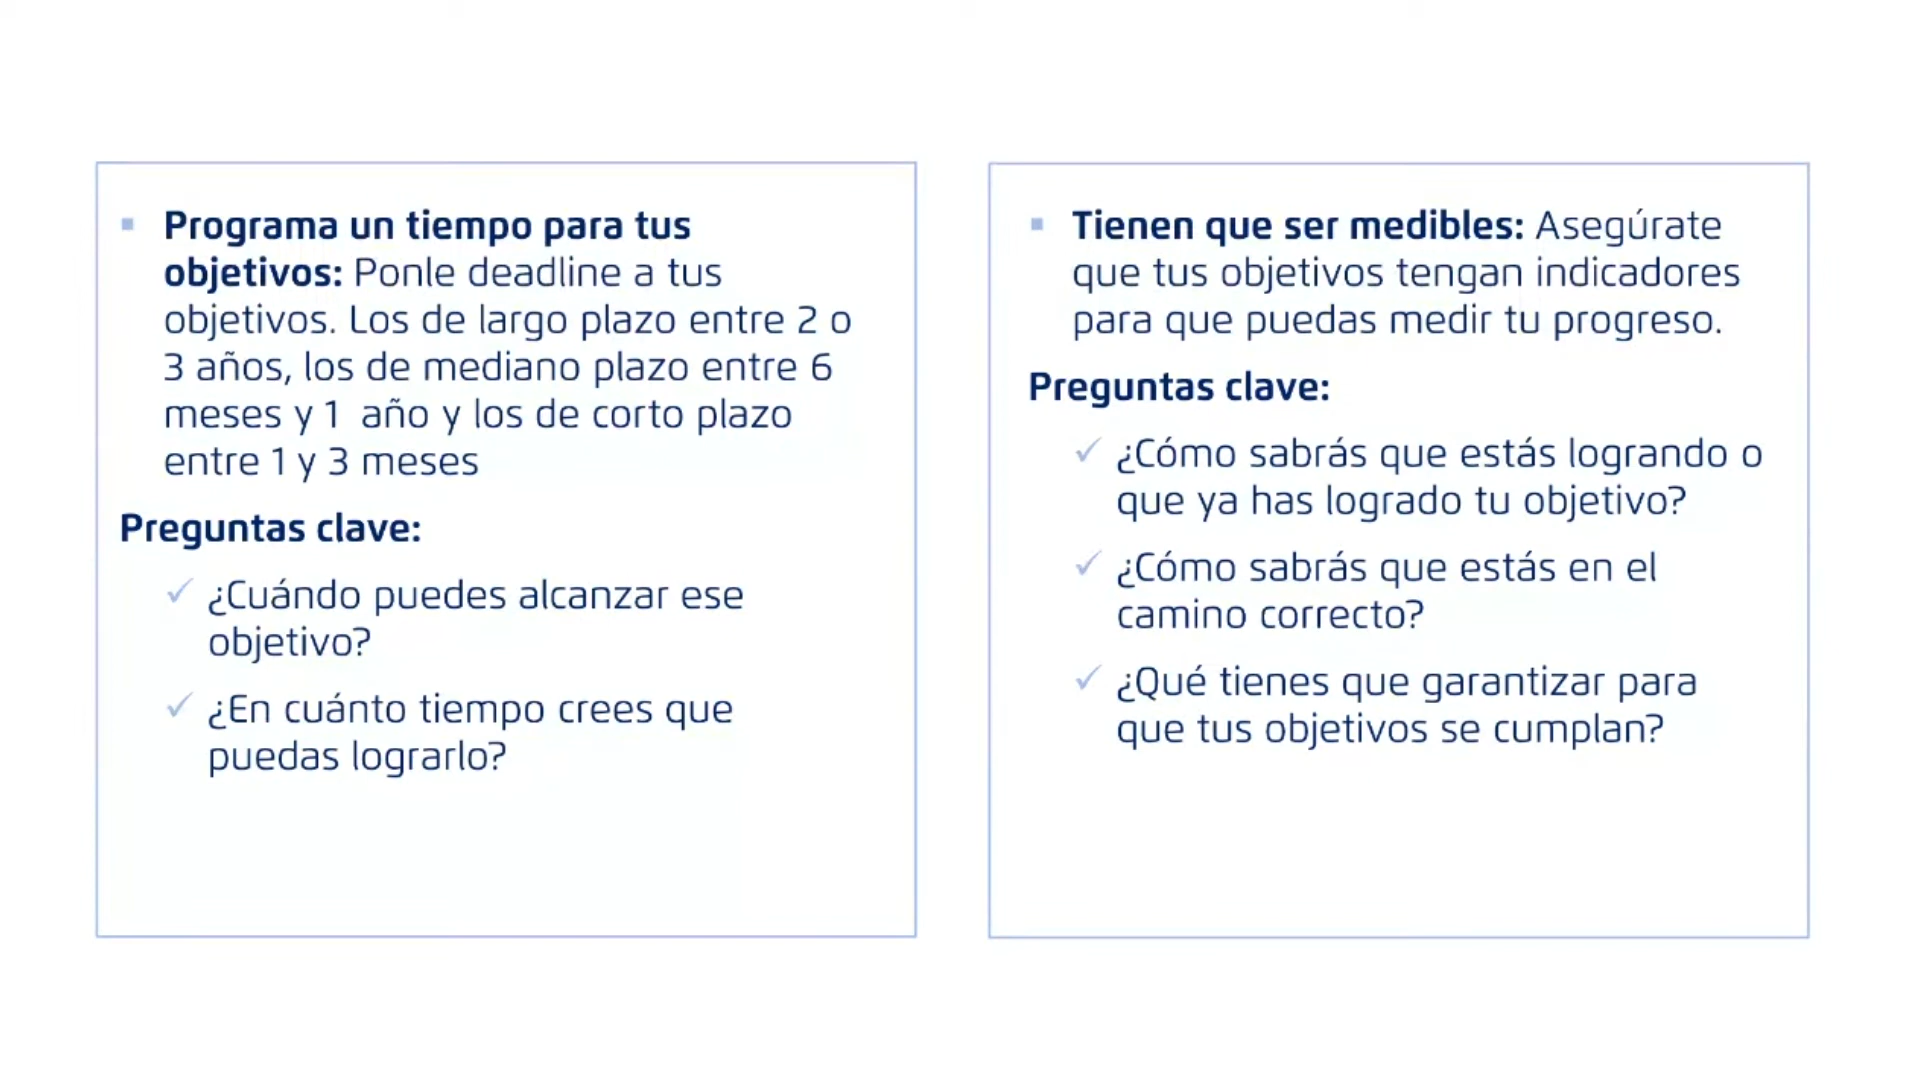 Programa un tiempo para tus
objetivos: Ponle deadline a tus
objetivos. Los de largo plazo entre 2 o
3 años, los de mediano plazo entre 6
meses y 1 año y los de corto plazo
entre 1 y 3 meses
Preguntas clave:
¿Cuándo puedes alcanzar ese
objetivo?
¿En cuánto tiempo crees que
puedas lograrlo?
Tienen que ser medibles: Asegúrate
que tus objetivos tengan indicadores
para que puedas medir tu progreso.
Preguntas clave:
¿Cómo sabrás que estás logrando o
que ya has logrado tu objetivo?
¿Cómo sabrás que estás en el
camino correcto?
¿Qué tienes que garantizar para
que tus objetivos se cumplan?